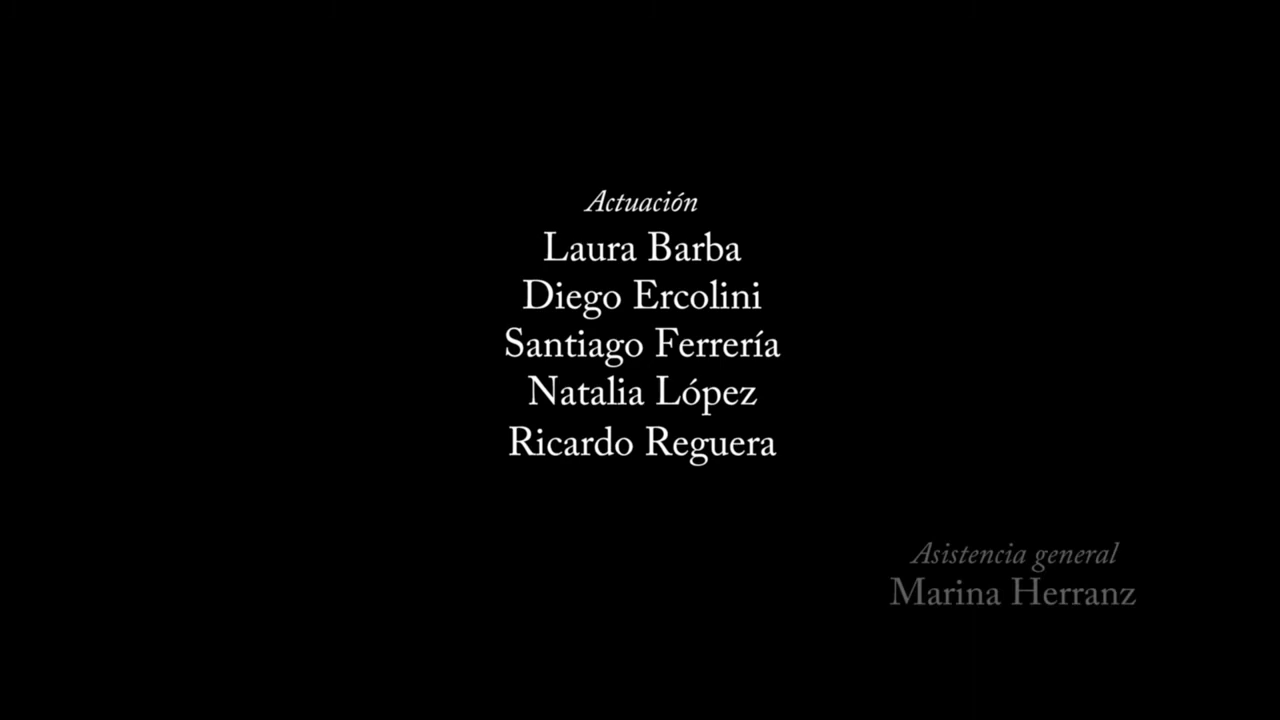 Actuación
Laura Barba
Diego Ercolini
Santiago Ferrería
Natalia López
Ricardo Reguera
Asistencia general
Marina Herranz